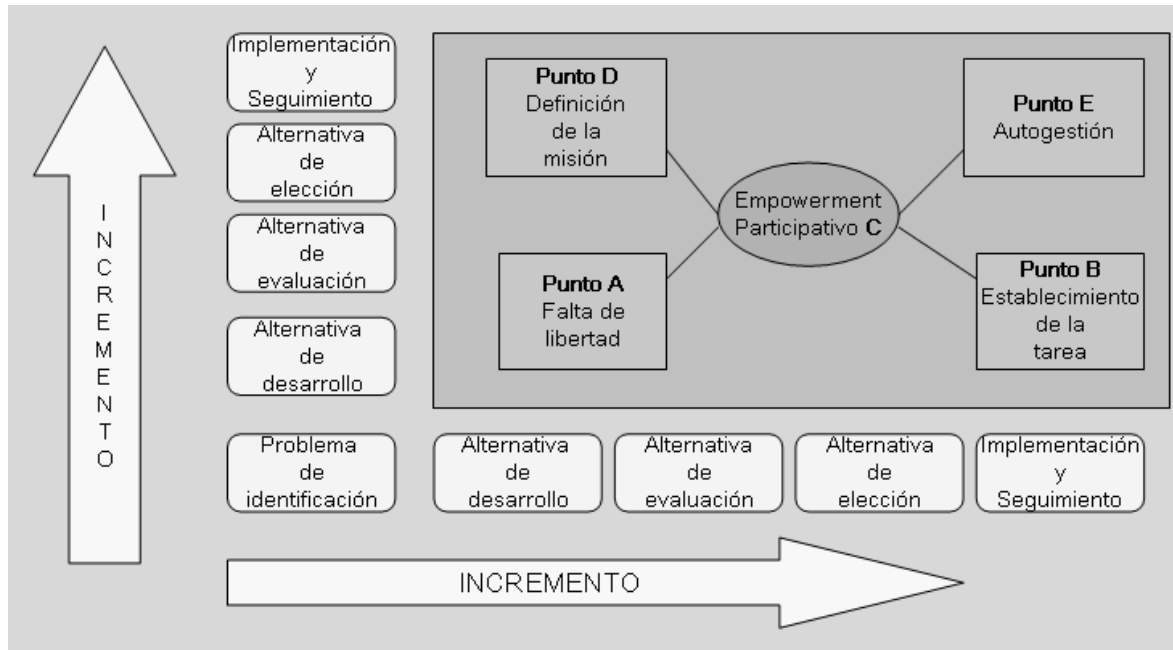 INCREMENTO
Implementación
y
Seguimiento
Alternativa
de
elección
Alternativa
de
evaluación
Alternativa
de
desarrollo
Problema
de
identificación
Punto D
Definición
de la
misión
Punto E
Autogestión
Empowerment
Participativo C
Punto A
Falta de
libertad
Punto B
Establecimiento
de la
tarea
Alternativa
de
desarrollo
Alternativa
de
evaluación
Alternativa
de
elección
Implementación
y
Seguimiento
INCREMENTO